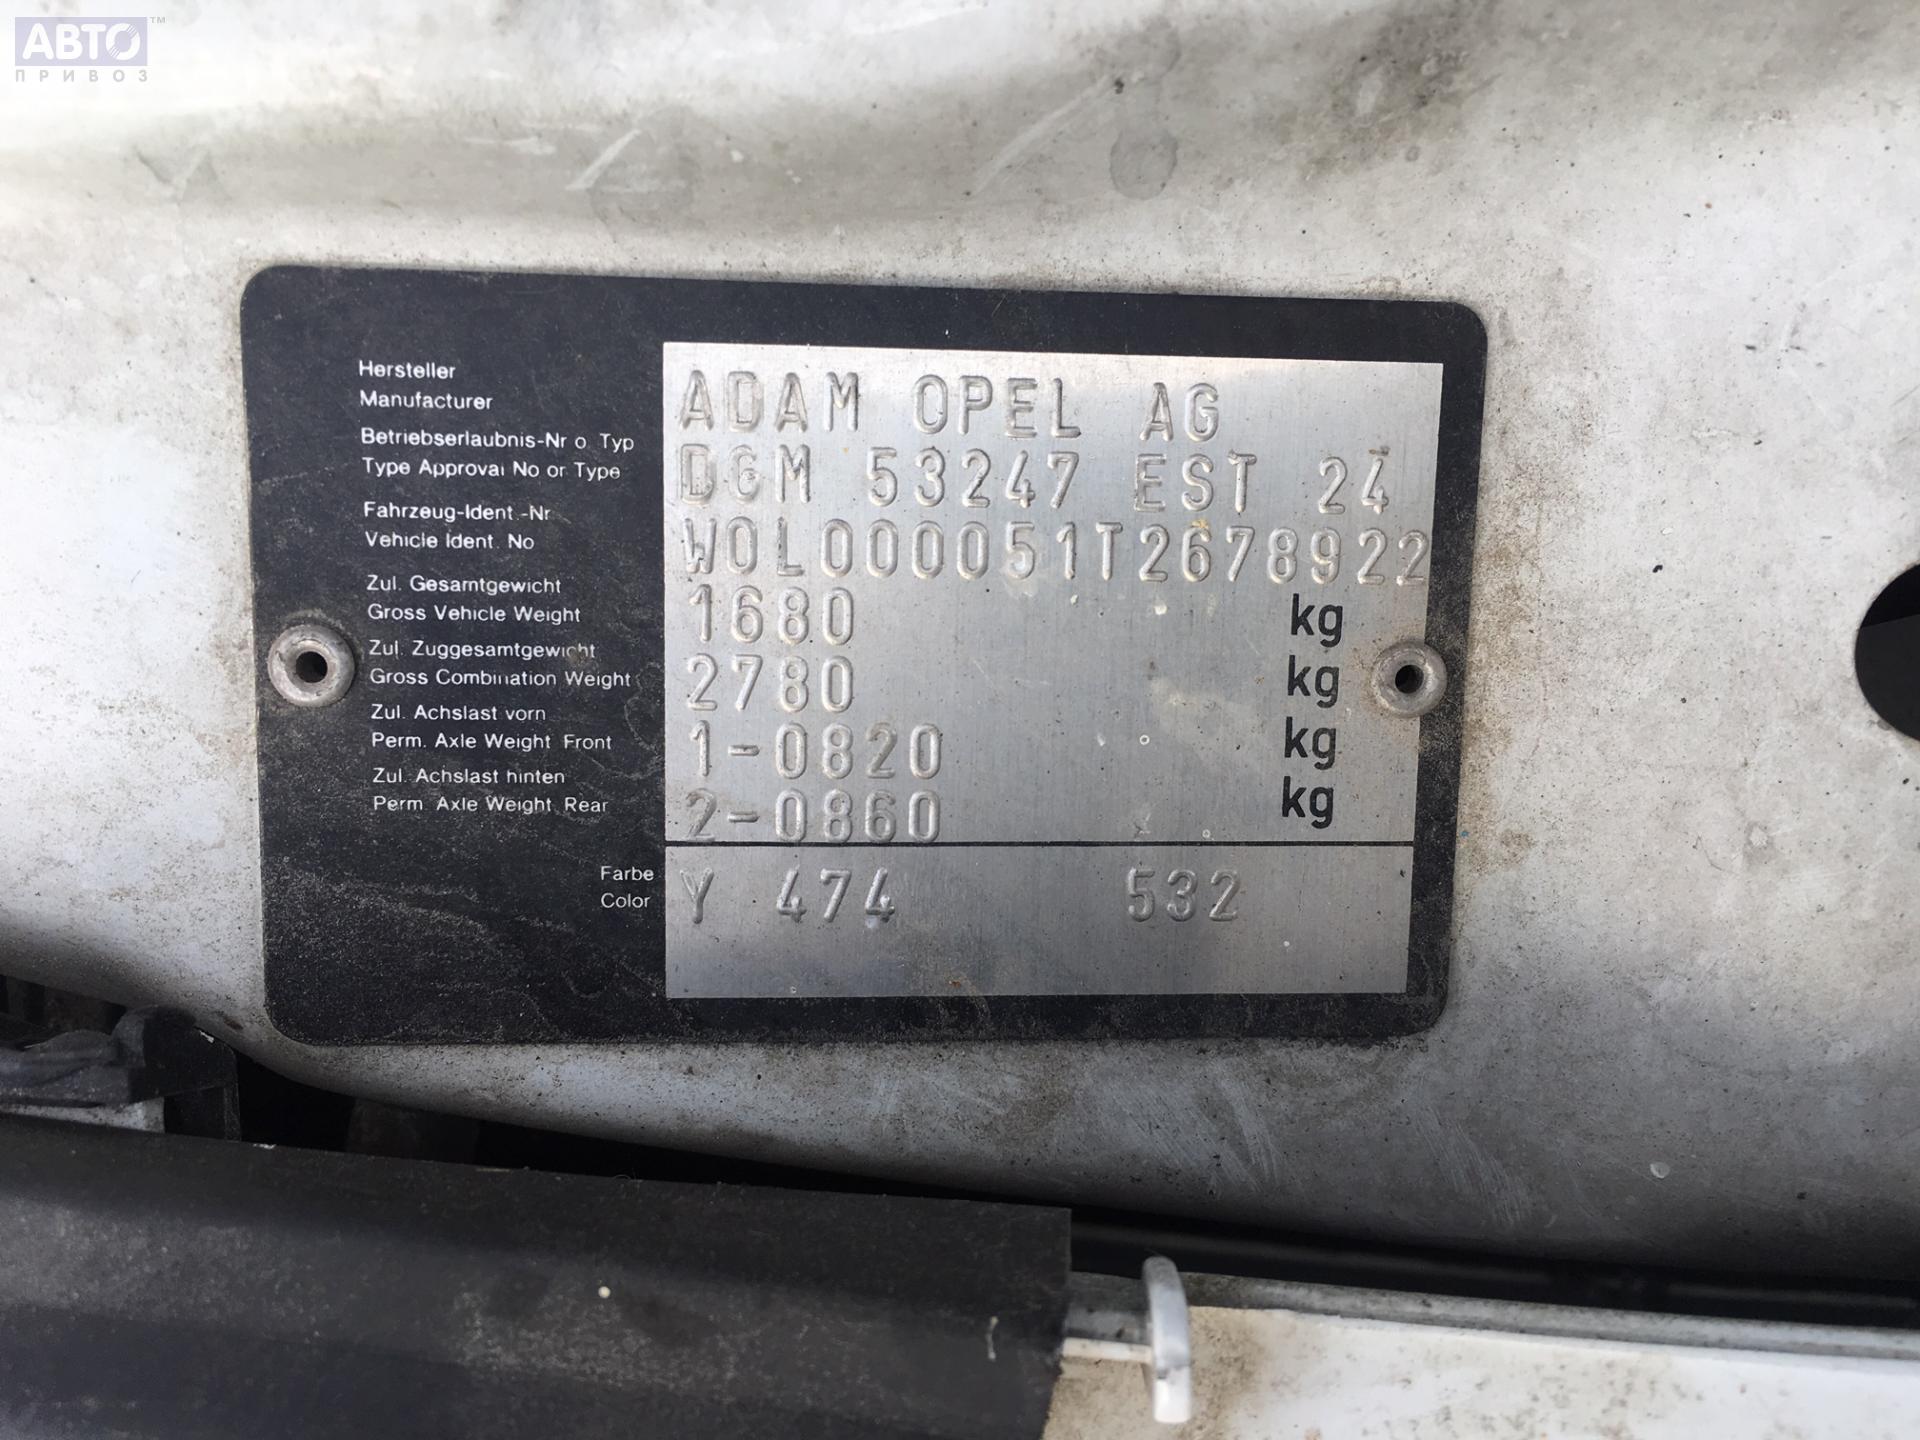 АВТО™
ПРИВОЗ
Hersteller
Manufacturer
ADAM OPEL AG
Betriebserlaubnis-Nr o. Typ
Type Approval No or Type
DGM 53247 EST 24
Fahrzeug-Ident.-Nr
Vehicle Ident. No
W0L000051T2678922
Zul. Gesamtgewicht
Gross Vehicle Weight
1680 kg
Zul. Zuggesamtgewicht
Gross Combination Weight
2780 kg
Zul. Achslast vorn
Perm. Axle Weight Front
1-0820 kg
Zul. Achslast hinten
Perm. Axle Weight Rear
2-0860 kg
Farbe
Color
Y 474 532